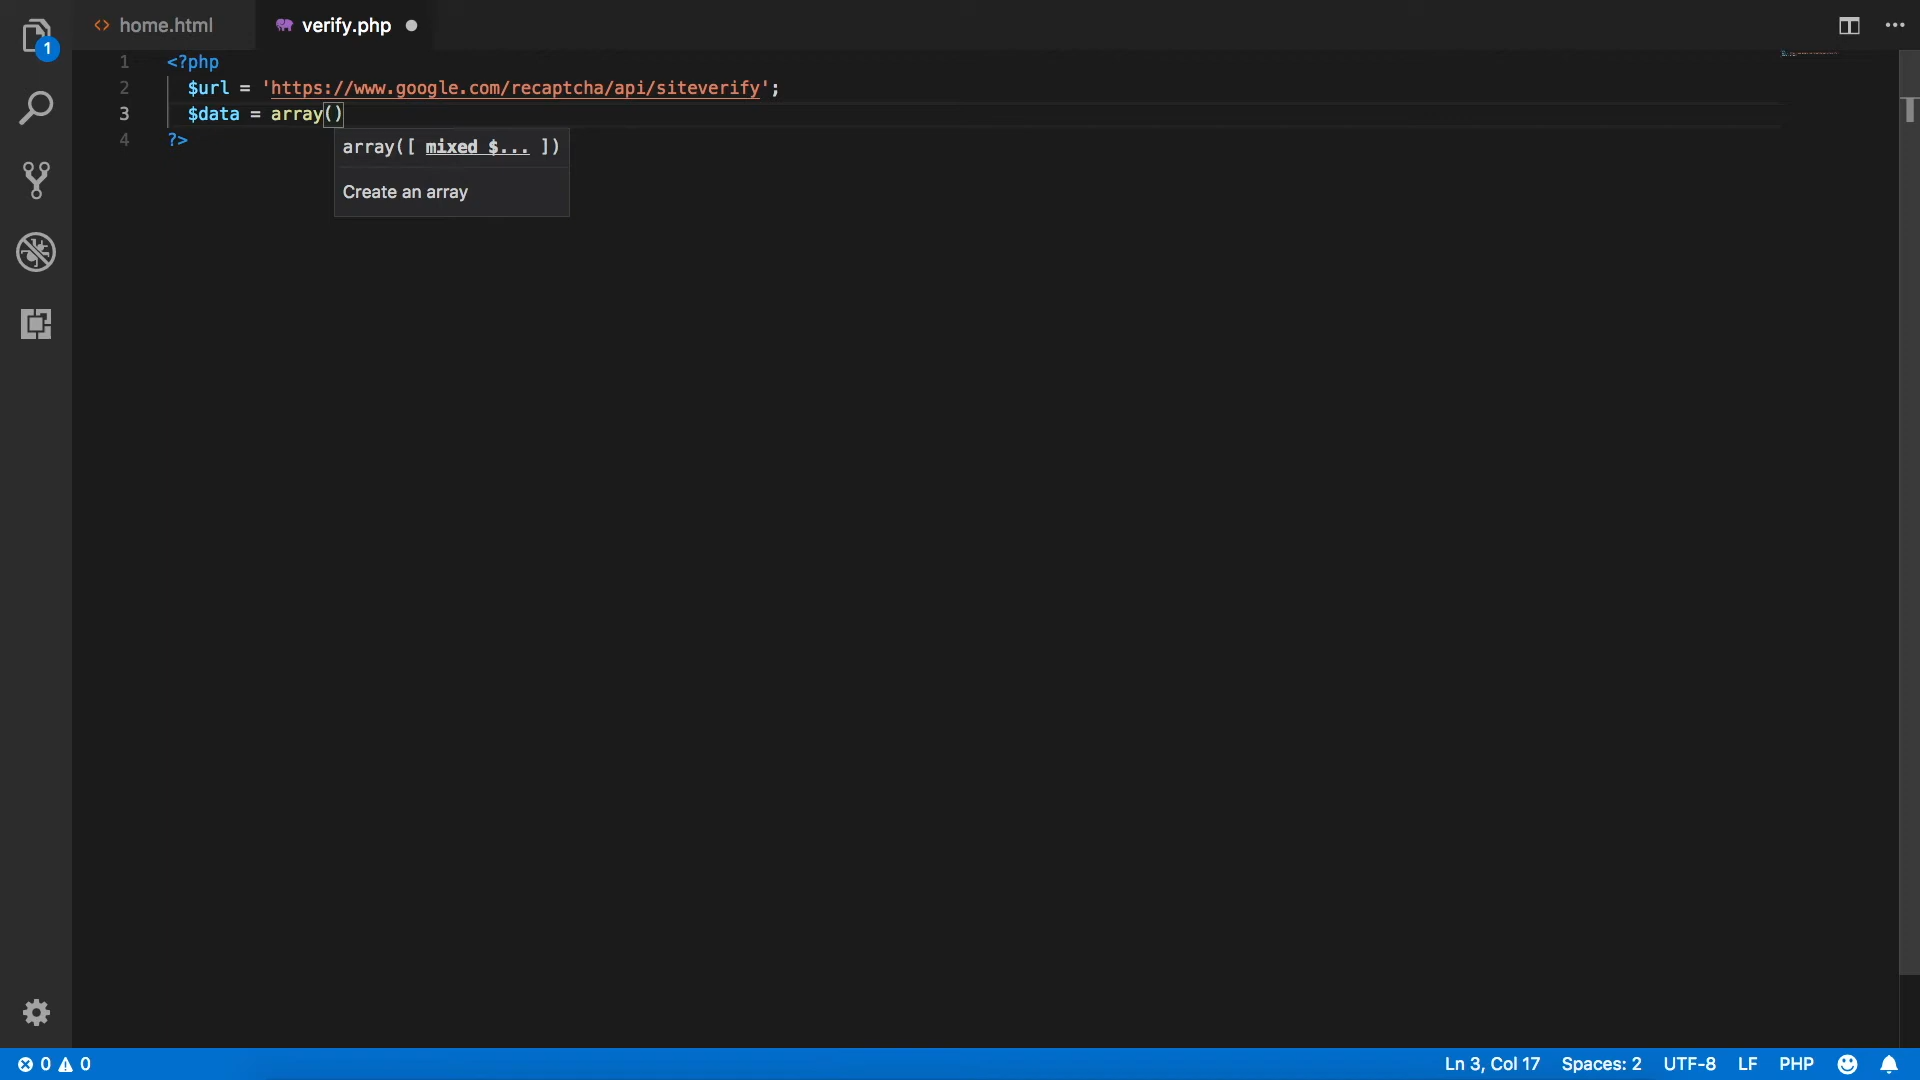 1
<> home.html
verify.php
1 <?php
2 $url = 'https://www.google.com/recaptcha/api/siteverify';
3 $data = array()
4 ?>
array([ mixed $... ])
Create an array
0 0
Ln 3, Col 17 Spaces: 2 UTF-8 LF PHP